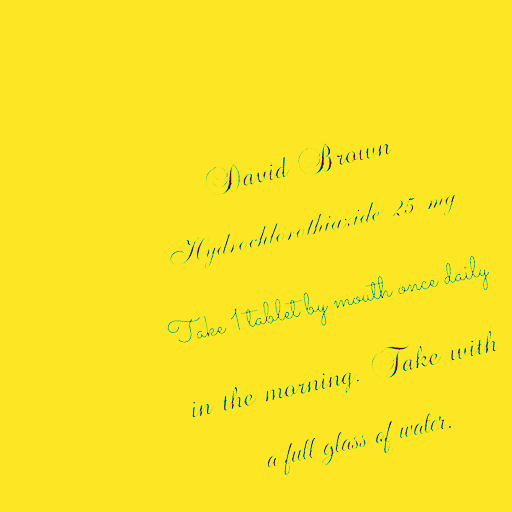 David Brown
Hydrochlorothiazide 25 mg
Take 1 tablet by mouth once daily
in the morning. Take with
a full glass of water.